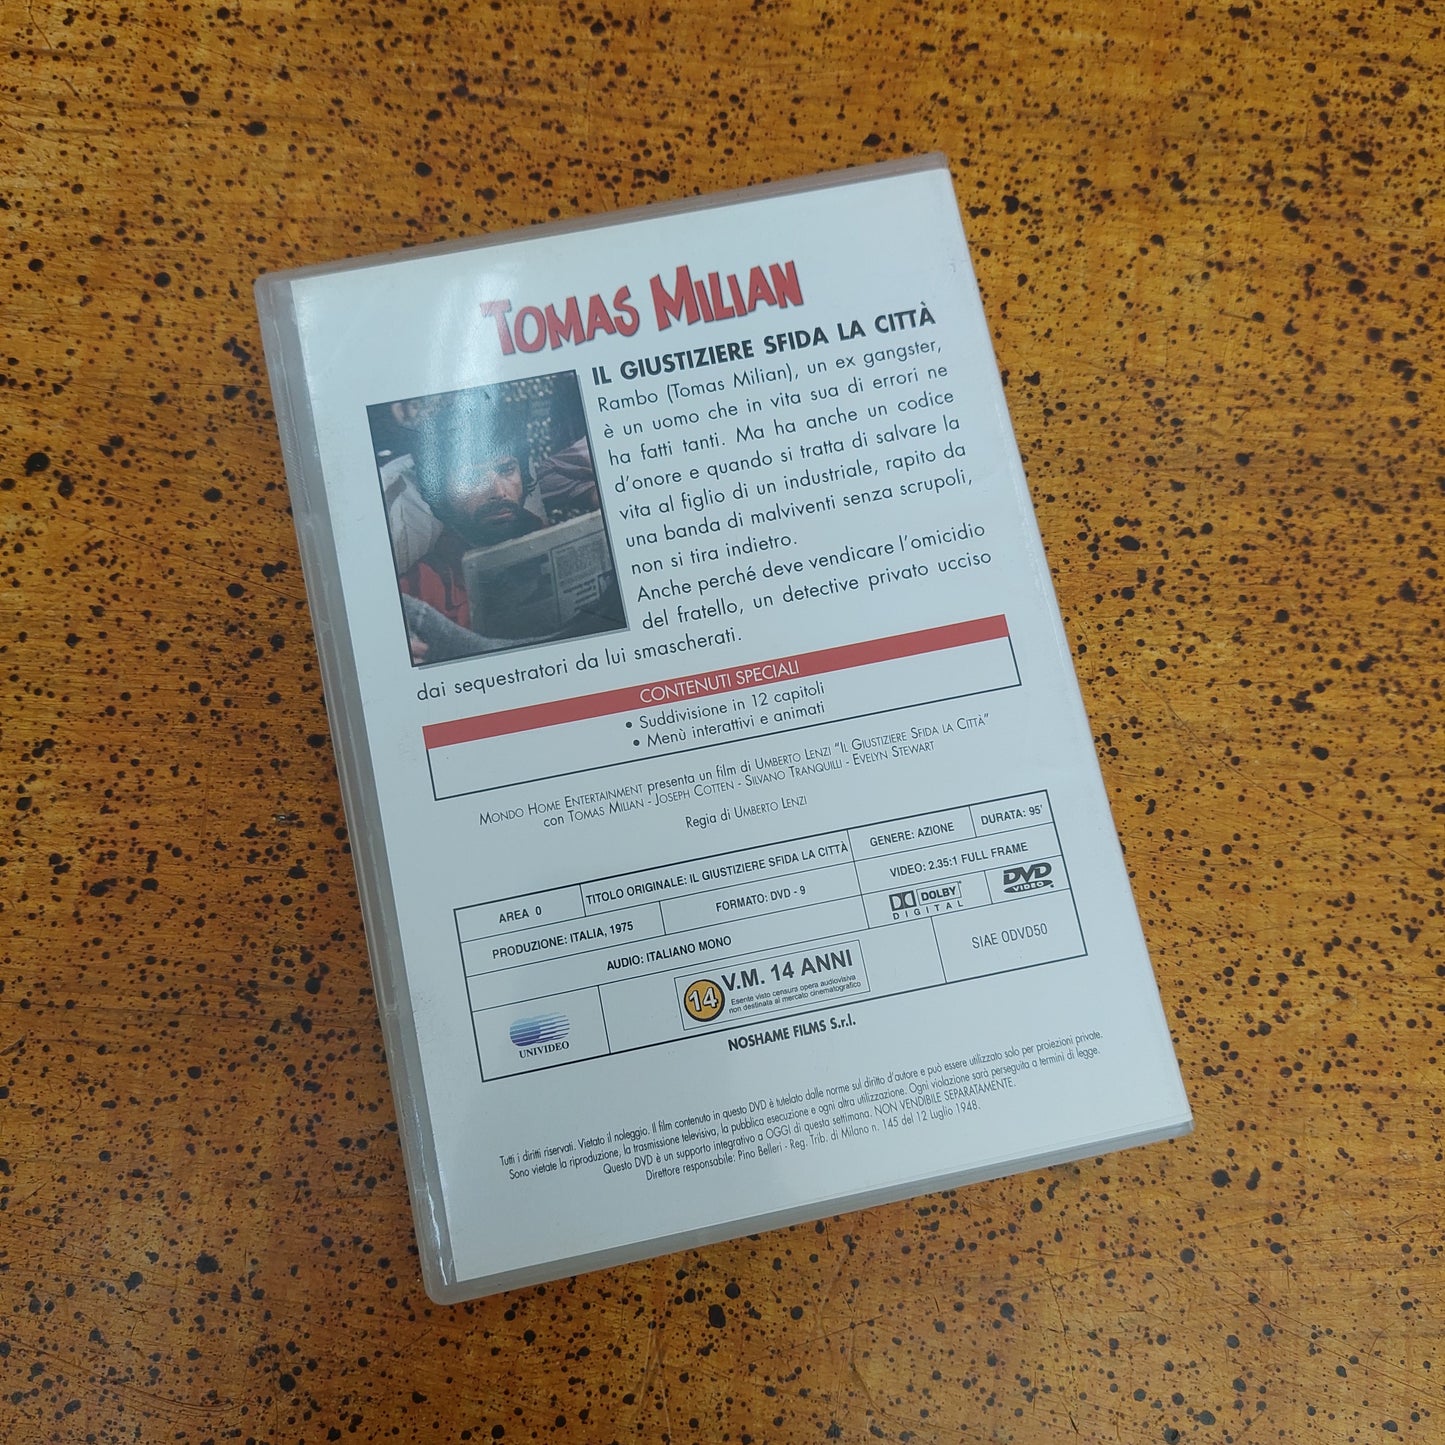 TOMAS MILIAN
IL GIUSTIZIERE SFIDA LA CITTÀ
Rambo (Tomas Milian), un ex gangster,
è un uomo che in vita sua di errori ne
ha fatti tanti. Ma ha anche un codice
d'onore e quando si tratta di salvare la
vita al figlio di un industriale, rapito da
una banda di malviventi senza scrupoli,
non si tira indietro.
Anche perché deve vendicare l'omicidio
del fratello, un detective privato ucciso
dai sequestratori da lui smascherati.
CONTENUTI SPECIALI
• Suddivisione in 12 capitoli
• Menù interattivi e animati
MONDO HOME ENTERTAINMENT presenta un film di UMBERTO LENZI "IL GIUSTIZIERE SFIDA LA CITTÀ"
con TOMAS MILIAN - JOSEPH COTTEN - SILVANO TRANQUILLI - EVELYN STEWART
Regia di UMBERTO LENZI
AREA 0
TITOLO ORIGINALE: IL GIUSTIZIERE SFIDA LA CITTÀ
GENERE: AZIONE
DURATA: 95'
PRODUZIONE: ITALIA, 1975
FORMATO: DVD - 9
VIDEO: 2.35:1 FULL FRAME
AUDIO: ITALIANO MONO
DOLBY
DIGITAL
DVD
VIDEO
UNIVIDEO
14
V.M. 14 ANNI
Esente visto censura opera audiovisiva
non destinata al mercato cinematografico
SIAE ODVD50
NOSHAME FILMS S.r.l.
Tutti i diritti riservati. Vietato il noleggio. Il film contenuto in questo DVD è tutelato dalle norme sul diritto d'autore e può essere utilizzato solo per proiezioni private.
Sono vietate la riproduzione, la trasmissione televisiva, la pubblica esecuzione e ogni altra utilizzazione. Ogni violazione sarà perseguita a termini di legge.
Questo DVD è un supporto integrativo a OGGI di questa settimana. NON VENDIBILE SEPARATAMENTE.
Direttore responsabile: Pino Belleri - Reg. Trib. di Milano n. 145 del 12 Luglio 1948.